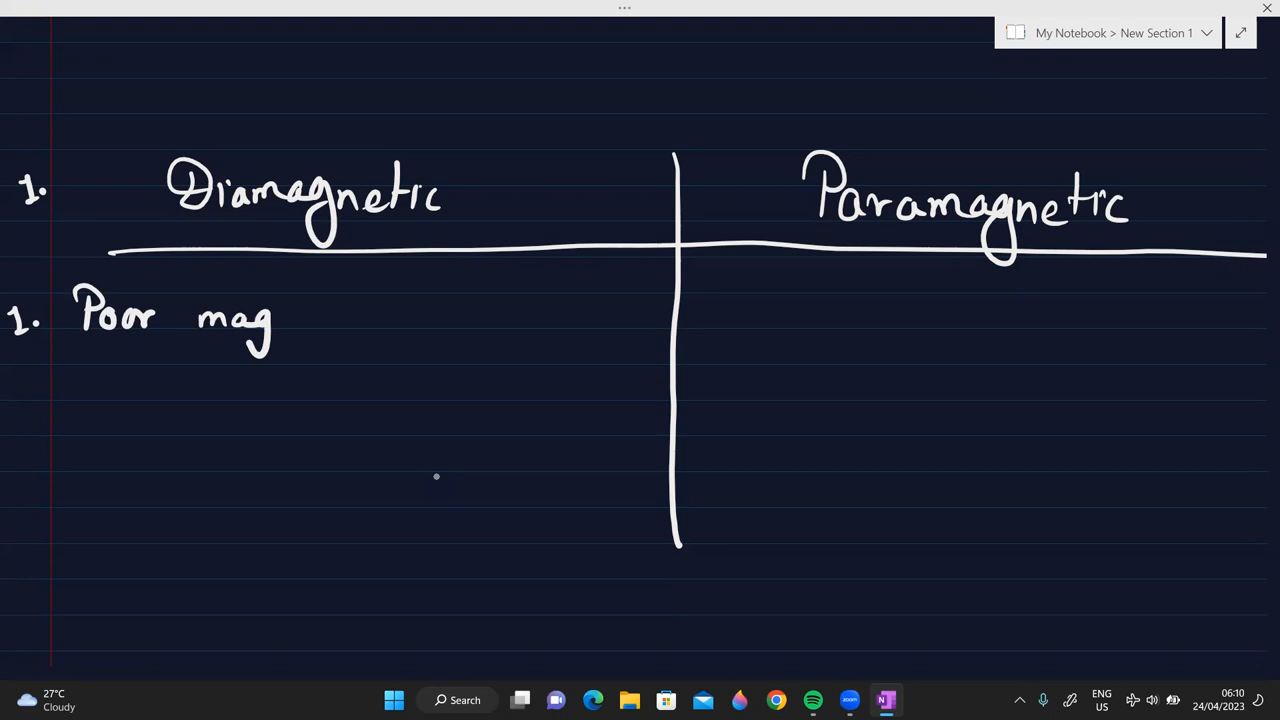 My Notebook > New Section 1
1. Diamagnetic Paramagnetic
1. Poor mag
27°C
Cloudy
Search
zoom
ENG
US
06:10
24/04/2023